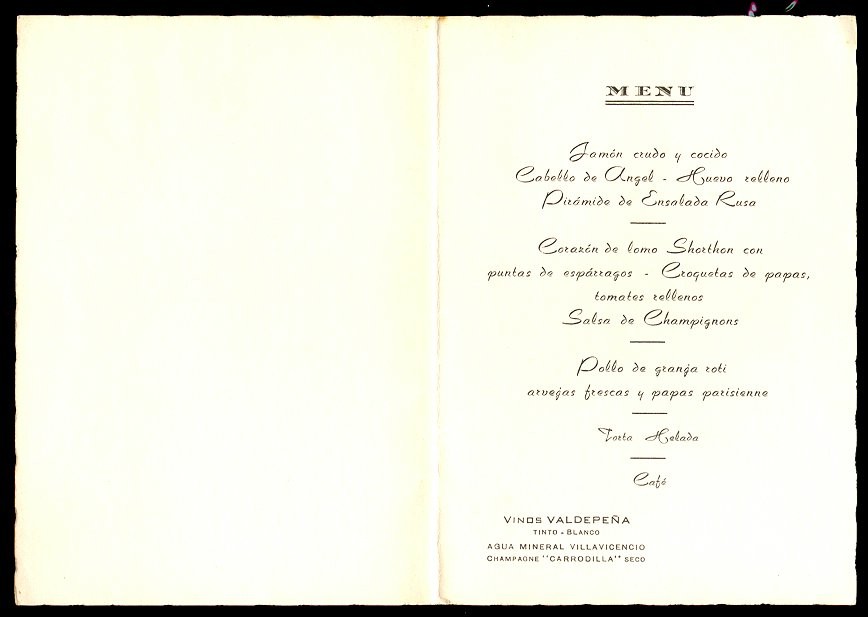 MENU
Jamón crudo y cocido
Cabello de Angel - Huevo relleno
Pirámide de Ensalada Rusa
Corazón de lomo Shorthon con
puntas de espárragos - Croquetas de papas,
tomates rellenos
Salsa de Champignons
Pollo de granja roti
arvejas frescas y papas parisienne
Torta Helada
Café
VINOS VALDEPEÑA
TINTO - BLANCO
AGUA MINERAL VILLAVICENCIO
CHAMPAGNE "CARRODILLA" SECO